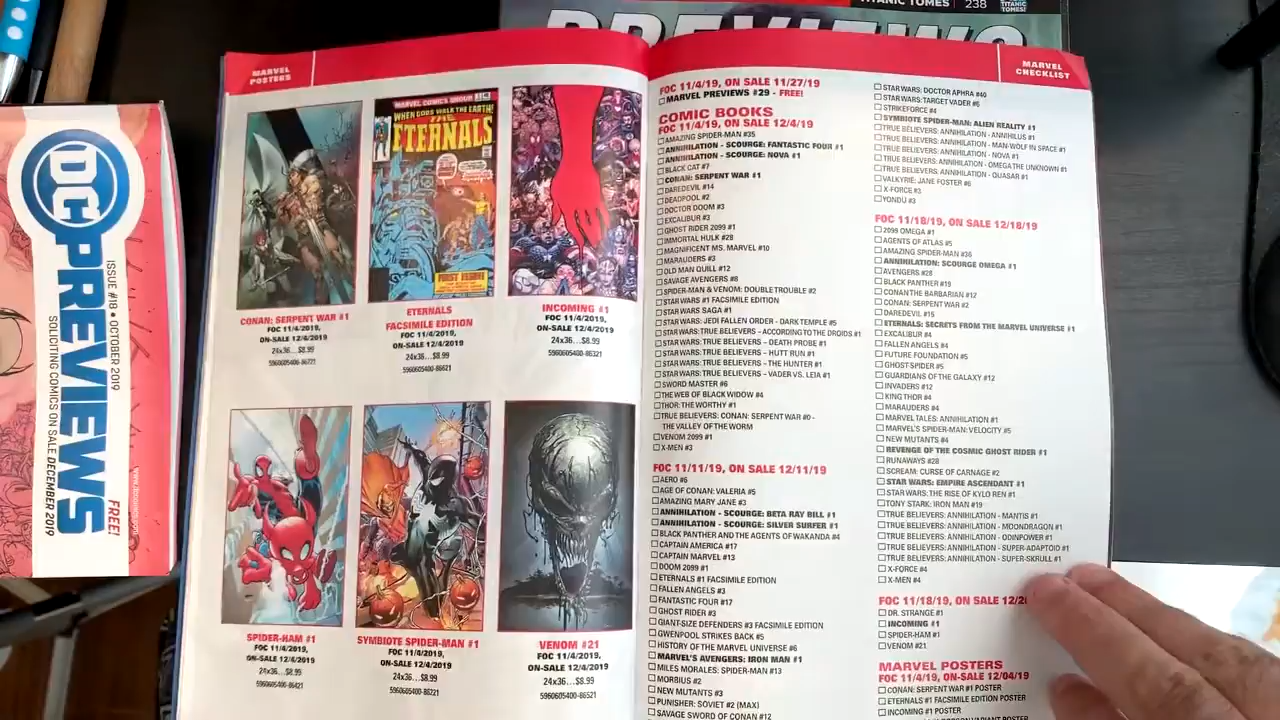 TITANIC TOMES 238
TITANIC
TOMES!
PREVIEWS
DC
PREVIEWS
ISSUE #18 • OCTOBER 2019
SOLICITING COMICS ON SALE DECEMBER 2019
FREE!
MARVEL
POSTERS
MARVEL COMICS GROUP
WHEN GODS WALK THE EARTH!
THE
ETERNALS
FIRST ISSUE!
CONAN: SERPENT WAR #1
FOC 11/4/2019,
ON-SALE 12/4/2019
24x36...$8.99
5960605400-86721
ETERNALS
FACSIMILE EDITION
FOC 11/4/2019,
ON-SALE 12/4/2019
24x36...$8.99
5960605400-86621
INCOMING #1
FOC 11/4/2019,
ON-SALE 12/4/2019
24x36...$8.99
5960605400-86321
SPIDER-HAM #1
FOC 11/4/2019,
ON-SALE 12/4/2019
24x36...$8.99
5960605400-86421
SYMBIOTE SPIDER-MAN #1
FOC 11/4/2019,
ON-SALE 12/4/2019
24x36...$8.99
5960605400-86221
VENOM #21
FOC 11/4/2019,
ON-SALE 12/4/2019
24x36...$8.99
5960605400-86521
MARVEL
CHECKLIST
FOC 11/4/19, ON SALE 11/27/19
MARVEL PREVIEWS #29 - FREE!
COMIC BOOKS
FOC 11/4/19, ON SALE 12/4/19
AMAZING SPIDER-MAN #35
ANNIHILATION - SCOURGE: FANTASTIC FOUR #1
ANNIHILATION - SCOURGE: NOVA #1
BLACK CAT #7
CONAN: SERPENT WAR #1
DAREDEVIL #14
DEADPOOL #2
DOCTOR DOOM #3
EXCALIBUR #3
GHOST RIDER 2099 #1
IMMORTAL HULK #28
MAGNIFICENT MS. MARVEL #10
MARAUDERS #3
OLD MAN QUILL #12
SAVAGE AVENGERS #8
SPIDER-MAN & VENOM: DOUBLE TROUBLE #2
STAR WARS #1 FACSIMILE EDITION
STAR WARS SAGA #1
STAR WARS: JEDI FALLEN ORDER - DARK TEMPLE #5
STAR WARS: TRUE BELIEVERS - ACCORDING TO THE DROIDS #1
STAR WARS: TRUE BELIEVERS - DEATH PROBE #1
STAR WARS: TRUE BELIEVERS - HUTT RUN #1
STAR WARS: TRUE BELIEVERS - THE HUNTER #1
STAR WARS: TRUE BELIEVERS - VADER VS. LEIA #1
SWORD MASTER #6
THE WEB OF BLACK WIDOW #4
THOR: THE WORTHY #1
TRUE BELIEVERS: CONAN: SERPENT WAR #0 -
THE VALLEY OF THE WORM
VENOM 2099 #1
X-MEN #3
FOC 11/11/19, ON SALE 12/11/19
AERO #6
AGE OF CONAN: VALERIA #5
AMAZING MARY JANE #3
ANNIHILATION - SCOURGE: BETA RAY BILL #1
ANNIHILATION - SCOURGE: SILVER SURFER #1
BLACK PANTHER AND THE AGENTS OF WAKANDA #4
CAPTAIN AMERICA #17
CAPTAIN MARVEL #13
DOOM 2099 #1
ETERNALS #1 FACSIMILE EDITION
FALLEN ANGELS #3
FANTASTIC FOUR #17
GHOST RIDER #3
GIANT-SIZE DEFENDERS #3 FACSIMILE EDITION
GWENPOOL STRIKES BACK #5
HISTORY OF THE MARVEL UNIVERSE #6
MARVEL'S AVENGERS: IRON MAN #1
MILES MORALES: SPIDER-MAN #13
MORBIUS #2
NEW MUTANTS #3
PUNISHER: SOVIET #2 (MAX)
SAVAGE SWORD OF CONAN #12
STAR WARS: DOCTOR APHRA #40
STAR WARS: TARGET VADER #6
STRIKEFORCE #4
SYMBIOTE SPIDER-MAN: ALIEN REALITY #1
TRUE BELIEVERS: ANNIHILATION - ANNIHILUS #1
TRUE BELIEVERS: ANNIHILATION - MAN-WOLF IN SPACE #1
TRUE BELIEVERS: ANNIHILATION - NOVA #1
TRUE BELIEVERS: ANNIHILATION - OMEGA THE UNKNOWN #1
TRUE BELIEVERS: ANNIHILATION - QUASAR #1
VALKYRIE: JANE FOSTER #6
X-FORCE #3
YONDU #3
FOC 11/18/19, ON SALE 12/18/19
2099 OMEGA #1
AGENTS OF ATLAS #5
AMAZING SPIDER-MAN #36
ANNIHILATION: SCOURGE OMEGA #1
AVENGERS #28
BLACK PANTHER #19
CONAN THE BARBARIAN #12
CONAN: SERPENT WAR #2
DAREDEVIL #15
ETERNALS: SECRETS FROM THE MARVEL UNIVERSE #1
EXCALIBUR #4
FALLEN ANGELS #4
FUTURE FOUNDATION #5
GHOST-SPIDER #5
GUARDIANS OF THE GALAXY #12
INVADERS #12
KING THOR #4
MARAUDERS #4
MARVEL TALES: ANNIHILATION #1
MARVEL'S SPIDER-MAN: VELOCITY #5
NEW MUTANTS #4
REVENGE OF THE COSMIC GHOST RIDER #1
RUNAWAYS #28
SCREAM: CURSE OF CARNAGE #2
STAR WARS: EMPIRE ASCENDANT #1
STAR WARS: THE RISE OF KYLO REN #1
TONY STARK: IRON MAN #19
TRUE BELIEVERS: ANNIHILATION - MANTIS #1
TRUE BELIEVERS: ANNIHILATION - MOONDRAGON #1
TRUE BELIEVERS: ANNIHILATION - ODINPOWER #1
TRUE BELIEVERS: ANNIHILATION - SUPER-ADAPTOID #1
TRUE BELIEVERS: ANNIHILATION - SUPER-SKRULL #1
X-FORCE #4
X-MEN #4
FOC 11/18/19, ON SALE 12/2
DR. STRANGE #1
INCOMING #1
SPIDER-HAM #1
VENOM #21
MARVEL POSTERS
FOC 11/4/19, ON-SALE 12/04/19
CONAN: SERPENT WAR #1 POSTER
ETERNALS #1 FACSIMILE EDITION POSTER
INCOMING #1 POSTER
VARIANT POSTER